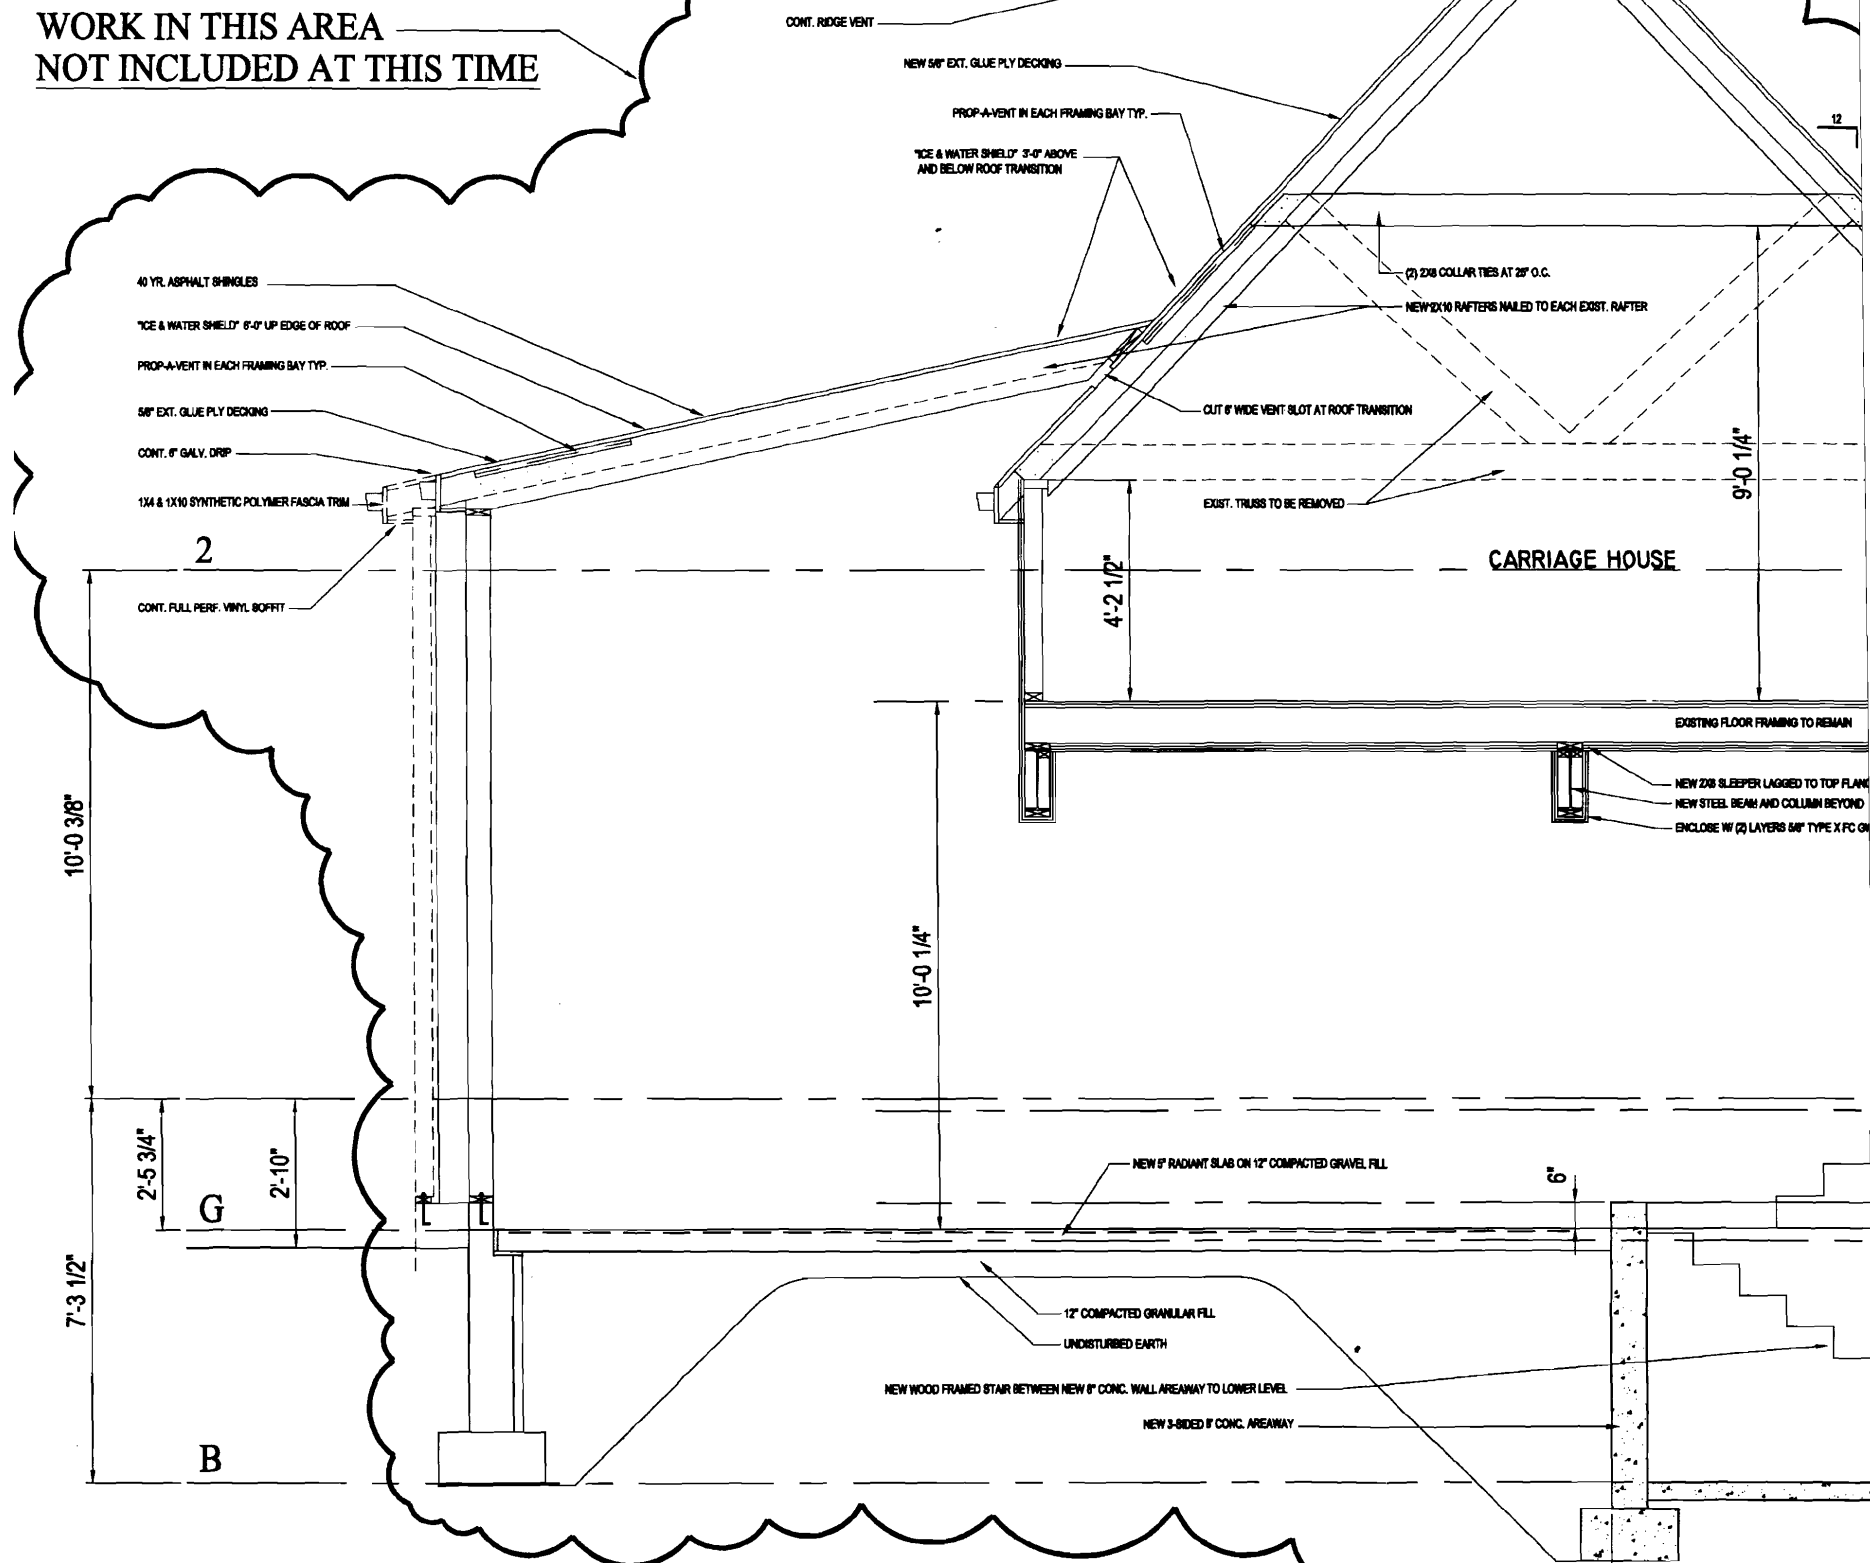 WORK IN THIS AREA
NOT INCLUDED AT THIS TIME
CONT. RIDGE VENT
NEW 5/8" EXT. GLUE PLY DECKING
PROP-A-VENT IN EACH FRAMING BAY TYP.
"ICE & WATER SHIELD" 3'-0" ABOVE
AND BELOW ROOF TRANSITION
12
40 YR. ASPHALT SHINGLES
"ICE & WATER SHIELD" 6'-0" UP EDGE OF ROOF
PROP-A-VENT IN EACH FRAMING BAY TYP.
5/8" EXT. GLUE PLY DECKING
CONT. 6" GALV. DRIP
1X4 & 1X10 SYNTHETIC POLYMER FASCIA TRIM
CONT. FULL PERF. VINYL SOFFIT
(2) 2X8 COLLAR TIES AT 28" O.C.
NEW 2X10 RAFTERS NAILED TO EACH EXIST. RAFTER
CUT 6" WIDE VENT SLOT AT ROOF TRANSITION
EXIST. TRUSS TO BE REMOVED
9'-0 1/4"
4'-2 1/2"
CARRIAGE HOUSE
2
EXISTING FLOOR FRAMING TO REMAIN
NEW 2X8 SLEEPER LAGGED TO TOP FLANG
NEW STEEL BEAM AND COLUMN BEYOND
ENCLOSE W/ (2) LAYERS 5/8" TYPE X FC GW
10'-0 3/8"
10'-0 1/4"
2'-5 3/4"
2'-10"
G
7'-3 1/2"
NEW 5" RADIANT SLAB ON 12" COMPACTED GRAVEL FILL
6"
12" COMPACTED GRANULAR FILL
UNDISTURBED EARTH
NEW WOOD FRAMED STAIR BETWEEN NEW 8" CONC. WALL AREAWAY TO LOWER LEVEL
NEW 3-SIDED 8" CONC. AREAWAY
B